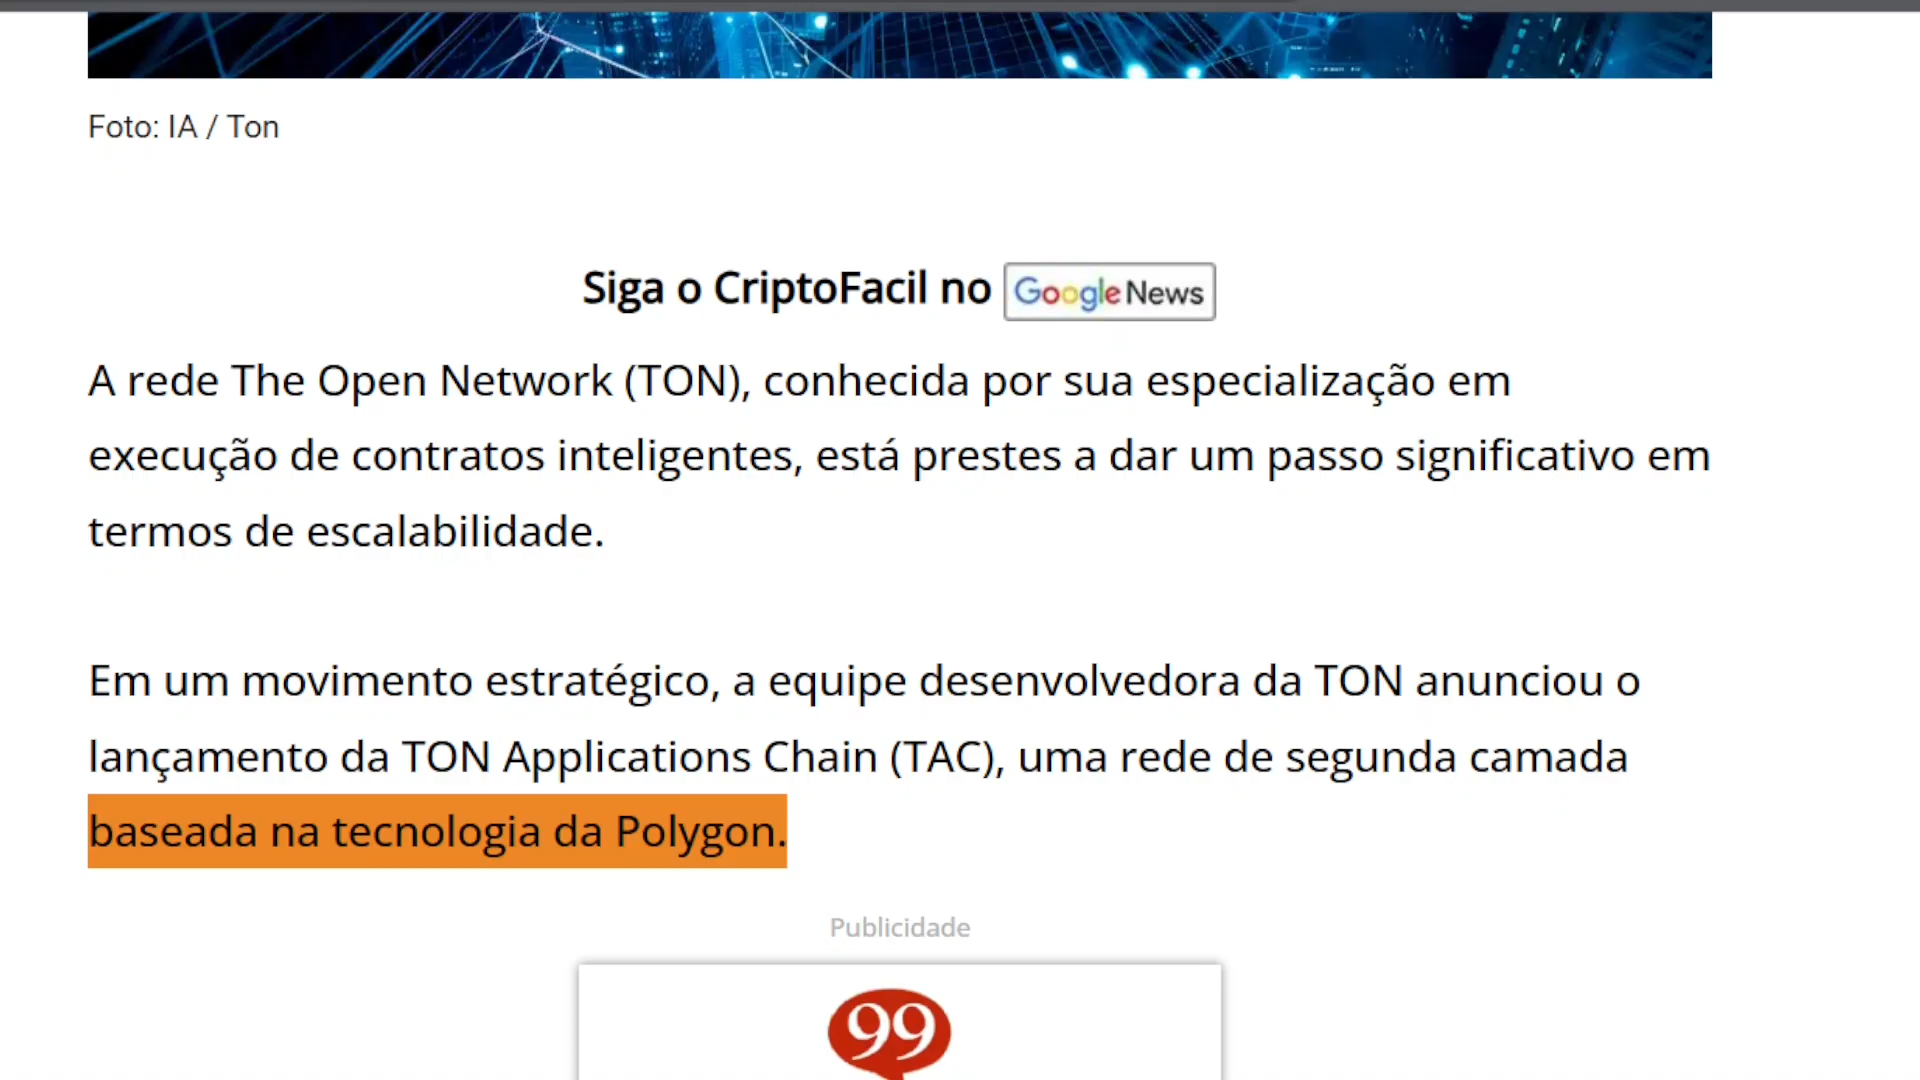 Foto: IA / Ton
Siga o CriptoFacil no Google News
A rede The Open Network (TON), conhecida por sua especialização em
execução de contratos inteligentes, está prestes a dar um passo significativo em
termos de escalabilidade.
Em um movimento estratégico, a equipe desenvolvedora da TON anunciou o
lançamento da TON Applications Chain (TAC), uma rede de segunda camada
baseada na tecnologia da Polygon.
Publicidade
99